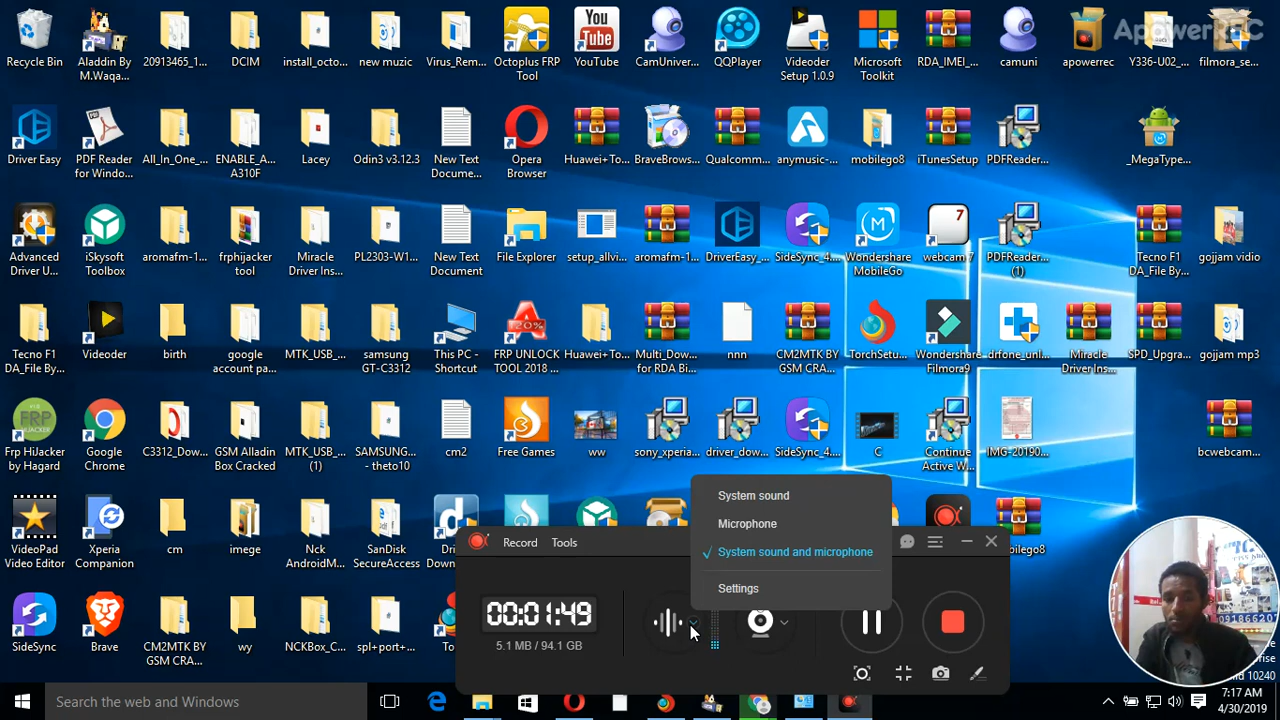 ApowerREC
Recycle Bin
Aladdin By
M.Waqa...
20913465_1...
DCIM
install_octo...
new muzic
Virus_Rem...
Octoplus FRP
Tool
You
Tube
YouTube
CamUniver...
QQPlayer
Videoder
Setup 1.0.9
Microsoft
Toolkit
RDA_IMEI_...
camuni
apowerrec
Y336-U02_...
filmora_se...
Driver Easy
PDF Reader
for Windo...
All_In_One_...
ENABLE_A...
A310F
Lacey
Odin3 v3.12.3
New Text
Docume...
Opera
Browser
Huawei+ To...
BraveBrows...
Qualcomm...
anymusic-...
mobilego8
iTunesSetup
PDFReader...
_MegaType...
Advanced
Driver U...
iSkysoft
Toolbox
aromafm-1...
frphijacker
tool
Miracle
Driver Ins...
PL2303-W1...
New Text
Document
File Explorer
setup_allvi...
aromafm-1...
DriverEasy_...
SideSync_4....
Wondershare
MobileGo
7
webcam 7
PDFReader...
(1)
Tecno F1
DA_File By...
gojjam vidio
Tecno F1
DA_File By...
Videoder
birth
google
account pa...
MTK_USB_...
samsung
GT-C3312
This PC -
Shortcut
20%
FRP UNLOCK
TOOL 2018 ...
Huawei+ To...
Multi_Dow...
for RDA Bi...
nnn
CM2MTK BY
GSM CRA...
TorchSetu...
Wondershare
Filmora9
drfone_unl...
Miracle
Driver Ins...
SPD_Upgra...
gojjam mp3
FRP
HIJACKER
Frp HiJacker
by Hagard
Google
Chrome
C3312_Dow...
GSM Alladin
Box Cracked
MTK_USB_...
(1)
SAMSUNG...
- theto10
cm2
Free Games
ww
sony_xperia...
driver_dow...
SideSync_4....
C
Continue
Active W...
IMG-20190...
bcwebcam...
VideoPad
Video Editor
Xperia
Companion
cm
imege
Nck
AndroidM...
SanDisk
SecureAccess
SideSync
Brave
CM2MTK BY
GSM CRA...
wy
NCKBox_C...
spl+port+...
System sound
Microphone
System sound and microphone
Settings
Record
Tools
00:01:49
5.1 MB / 94.1 GB
09186620
10240
Search the web and Windows
7:17 AM
4/30/2019